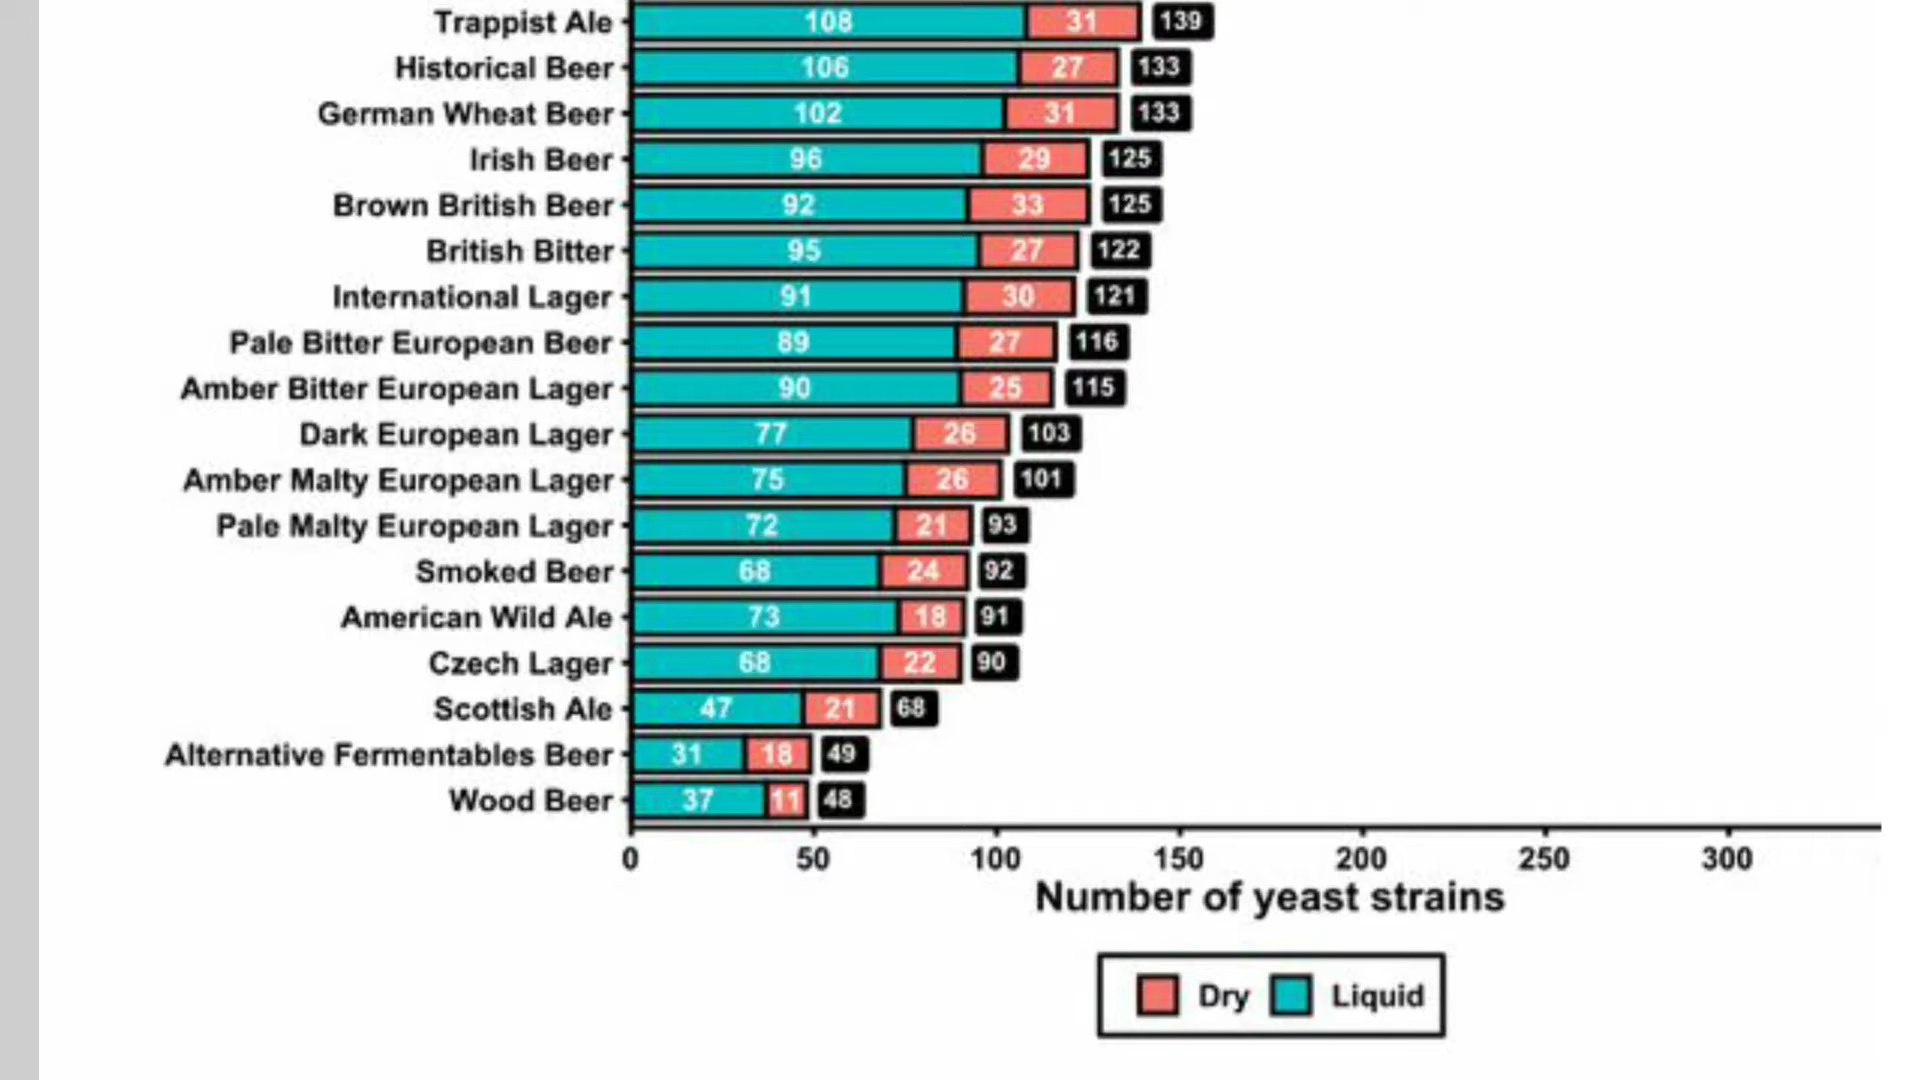 Trappist Ale 108 31 139
Historical Beer 106 27 133
German Wheat Beer 102 31 133
Irish Beer 96 29 125
Brown British Beer 92 33 125
British Bitter 95 27 122
International Lager 91 30 121
Pale Bitter European Beer 89 27 116
Amber Bitter European Lager 90 25 115
Dark European Lager 77 26 103
Amber Malty European Lager 75 26 101
Pale Malty European Lager 72 21 93
Smoked Beer 68 24 92
American Wild Ale 73 18 91
Czech Lager 68 22 90
Scottish Ale 47 21 68
Alternative Fermentables Beer 31 18 49
Wood Beer 37 11 48
0 50 100 150 200 250 300
Number of yeast strains
Dry Liquid